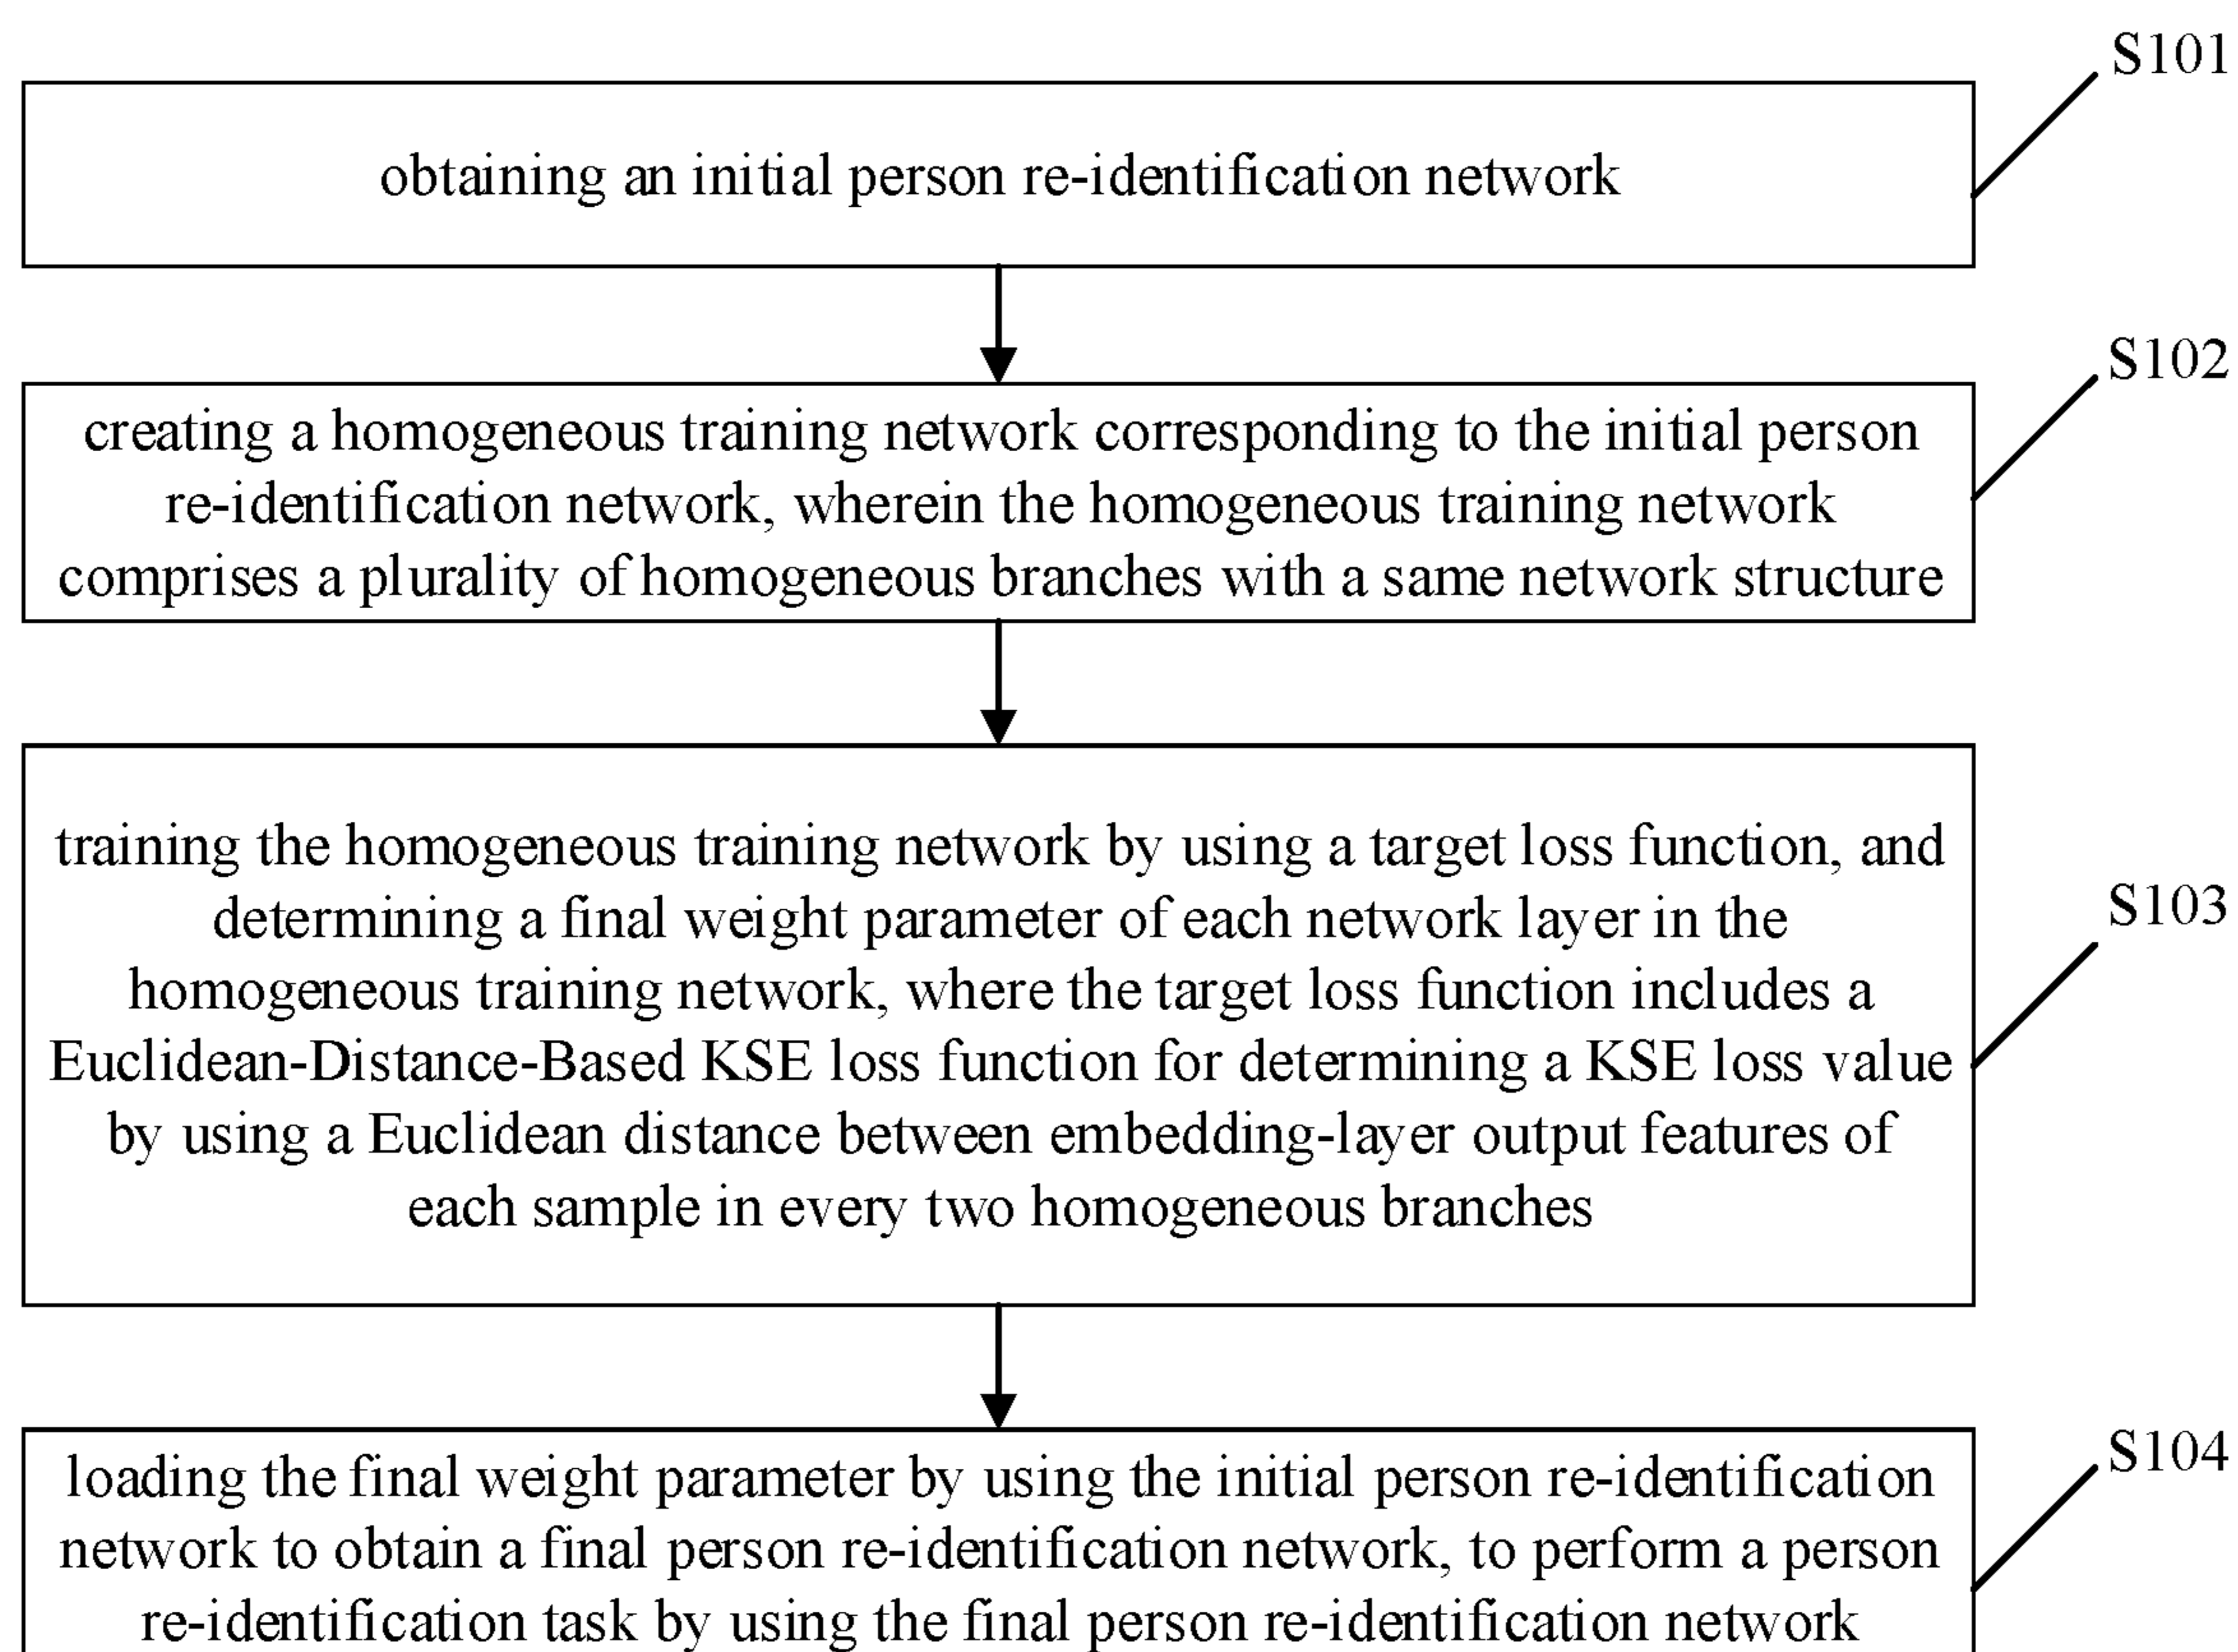 S101
obtaining an initial person re-identification network
S102
creating a homogeneous training network corresponding to the initial person
re-identification network, wherein the homogeneous training network
comprises a plurality of homogeneous branches with a same network structure
S103
training the homogeneous training network by using a target loss function, and
determining a final weight parameter of each network layer in the
homogeneous training network, where the target loss function includes a
Euclidean-Distance-Based KSE loss function for determining a KSE loss value
by using a Euclidean distance between embedding-layer output features of
each sample in every two homogeneous branches
S104
loading the final weight parameter by using the initial person re-identification
network to obtain a final person re-identification network, to perform a person
re-identification task by using the final person re-identification network